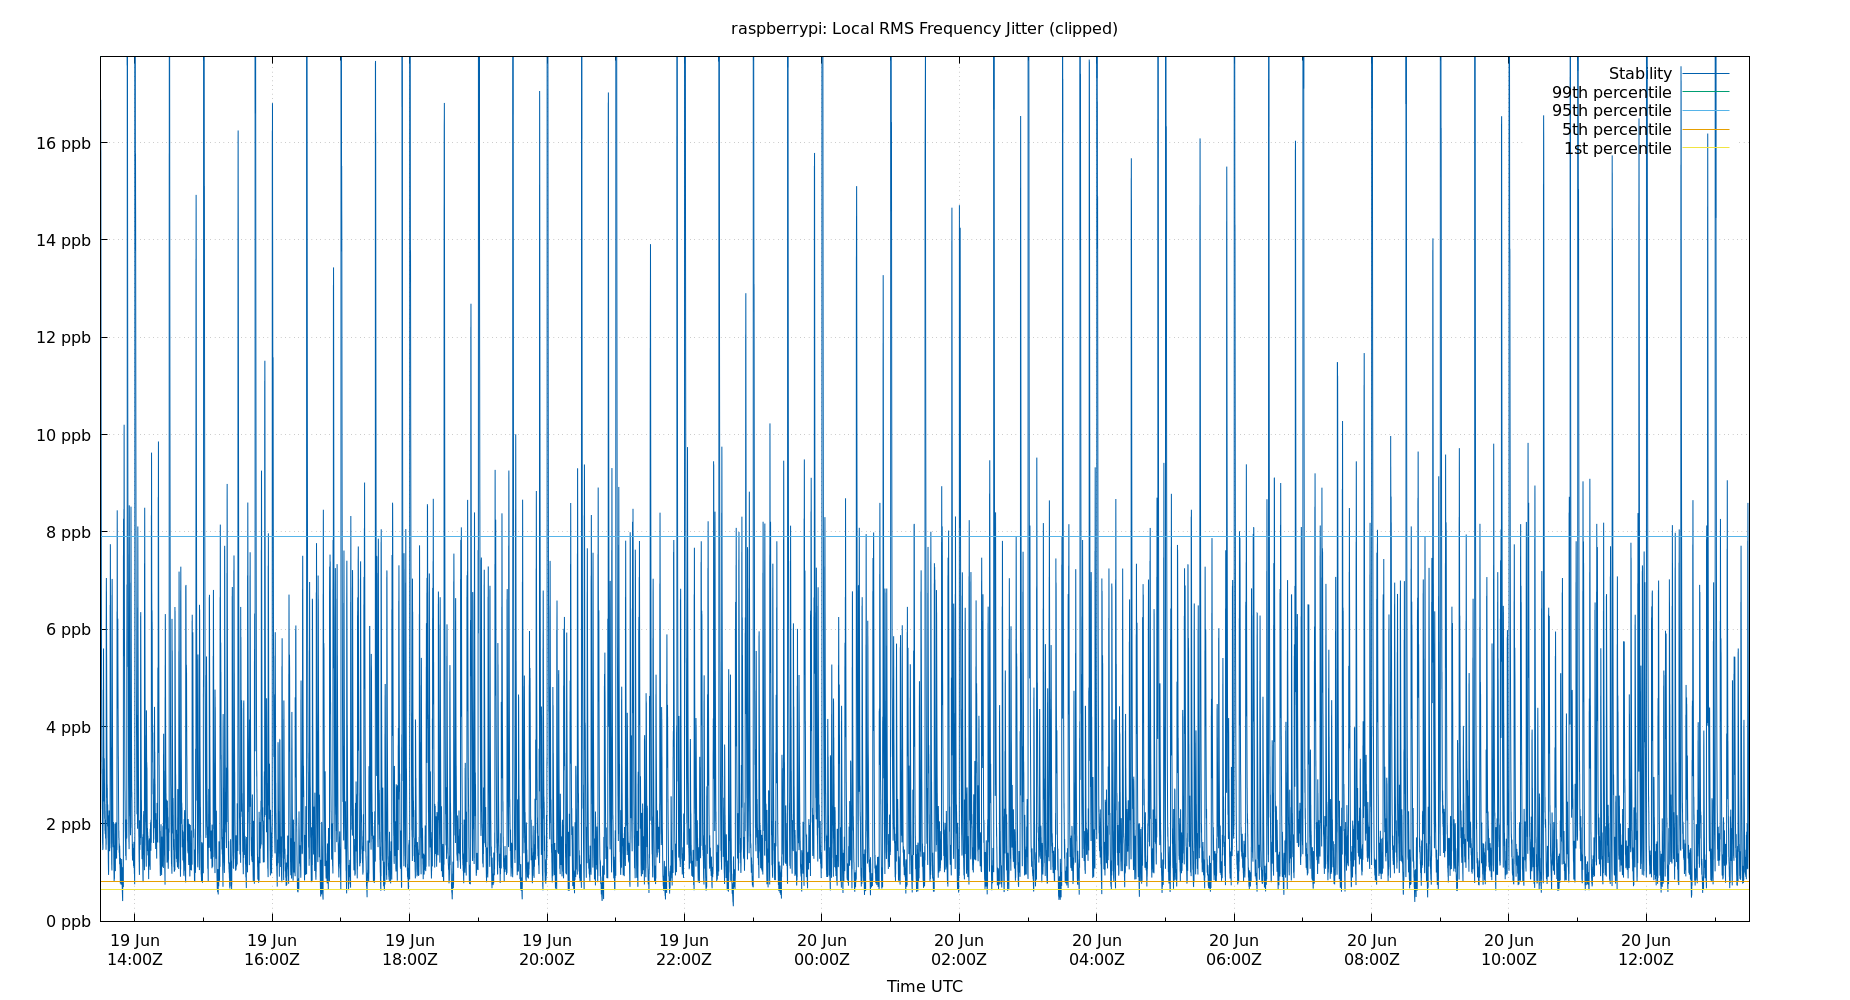 raspberrypi: Local RMS Frequency Jitter (clipped)
Stability
99th percentile
95th percentile
5th percentile
1st percentile
16 ppb
14 ppb
12 ppb
10 ppb
8 ppb
6 ppb
4 ppb
2 ppb
0 ppb
19 Jun 19 Jun 19 Jun 19 Jun 19 Jun 20 Jun 20 Jun 20 Jun 20 Jun 20 Jun 20 Jun 20 Jun
14:00Z 16:00Z 18:00Z 20:00Z 22:00Z 00:00Z 02:00Z 04:00Z 06:00Z 08:00Z 10:00Z 12:00Z
Time UTC